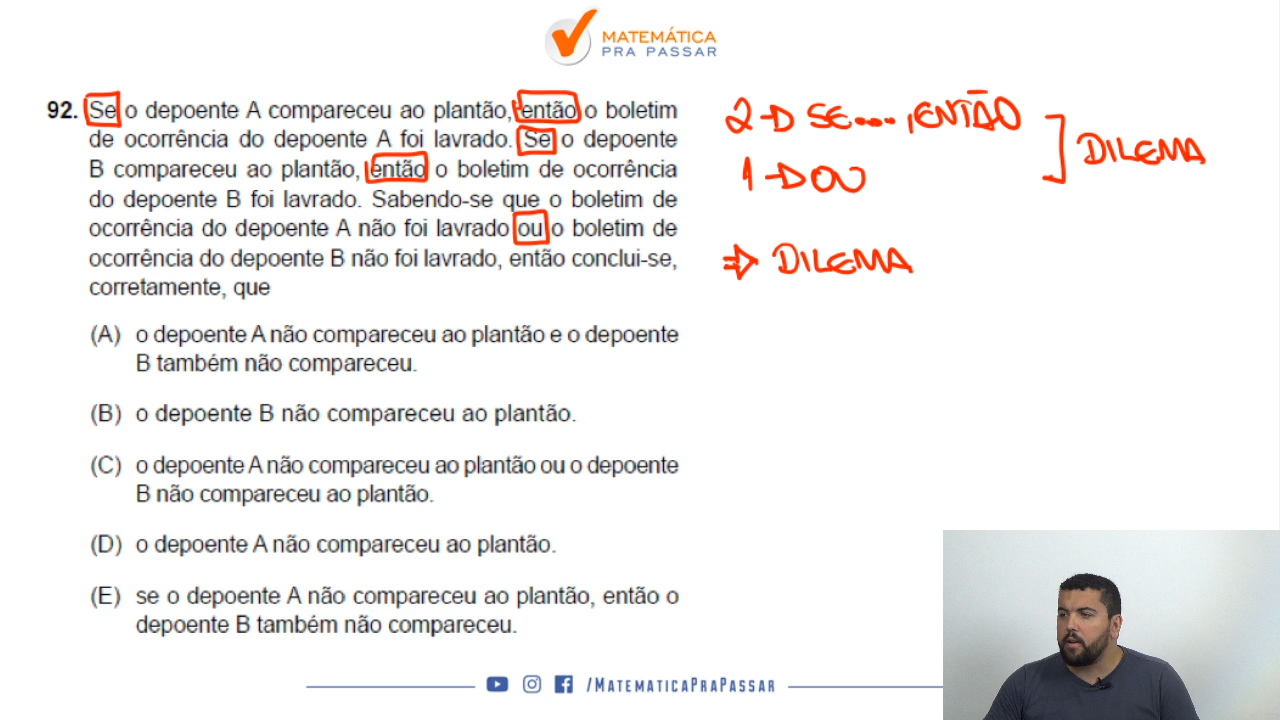 MATEMÁTICA
PRA PASSAR
92. Se o depoente A compareceu ao plantão, então o boletim
de ocorrência do depoente A foi lavrado. Se o depoente
B compareceu ao plantão, então o boletim de ocorrência
do depoente B foi lavrado. Sabendo-se que o boletim de
ocorrência do depoente A não foi lavrado ou o boletim de
ocorrência do depoente B não foi lavrado, então conclui-se,
corretamente, que
(A) o depoente A não compareceu ao plantão e o depoente
B também não compareceu.
(B) o depoente B não compareceu ao plantão.
(C) o depoente A não compareceu ao plantão ou o depoente
B não compareceu ao plantão.
(D) o depoente A não compareceu ao plantão.
(E) se o depoente A não compareceu ao plantão, então o
depoente B também não compareceu.
2 → SE...., ENTÃO
1 → OU
DILEMA
⇒ DILEMA
/MATEMATICAPRAPASSAR